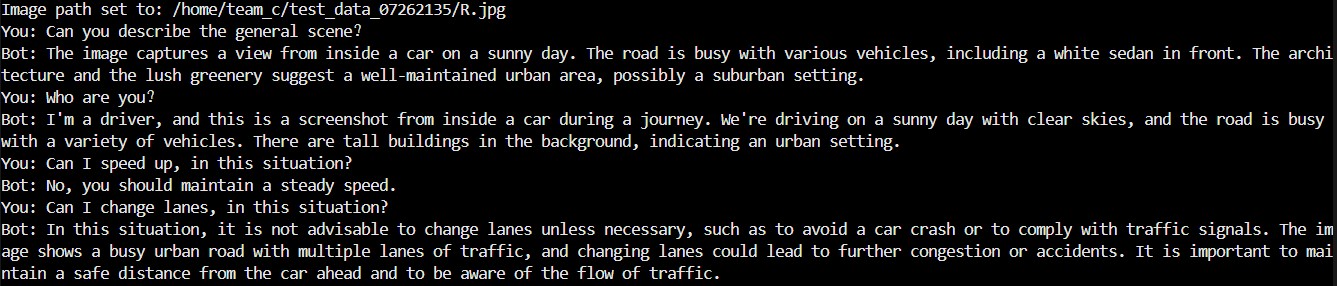 Image path set to: /home/team_c/test_data_07262135/R.jpg
You: Can you describe the general scene?
Bot: The image captures a view from inside a car on a sunny day. The road is busy with various vehicles, including a white sedan in front. The archi
tecture and the lush greenery suggest a well-maintained urban area, possibly a suburban setting.
You: Who are you?
Bot: I'm a driver, and this is a screenshot from inside a car during a journey. We're driving on a sunny day with clear skies, and the road is busy
with a variety of vehicles. There are tall buildings in the background, indicating an urban setting.
You: Can I speed up, in this situation?
Bot: No, you should maintain a steady speed.
You: Can I change lanes, in this situation?
Bot: In this situation, it is not advisable to change lanes unless necessary, such as to avoid a car crash or to comply with traffic signals. The im
age shows a busy urban road with multiple lanes of traffic, and changing lanes could lead to further congestion or accidents. It is important to mai
ntain a safe distance from the car ahead and to be aware of the flow of traffic.